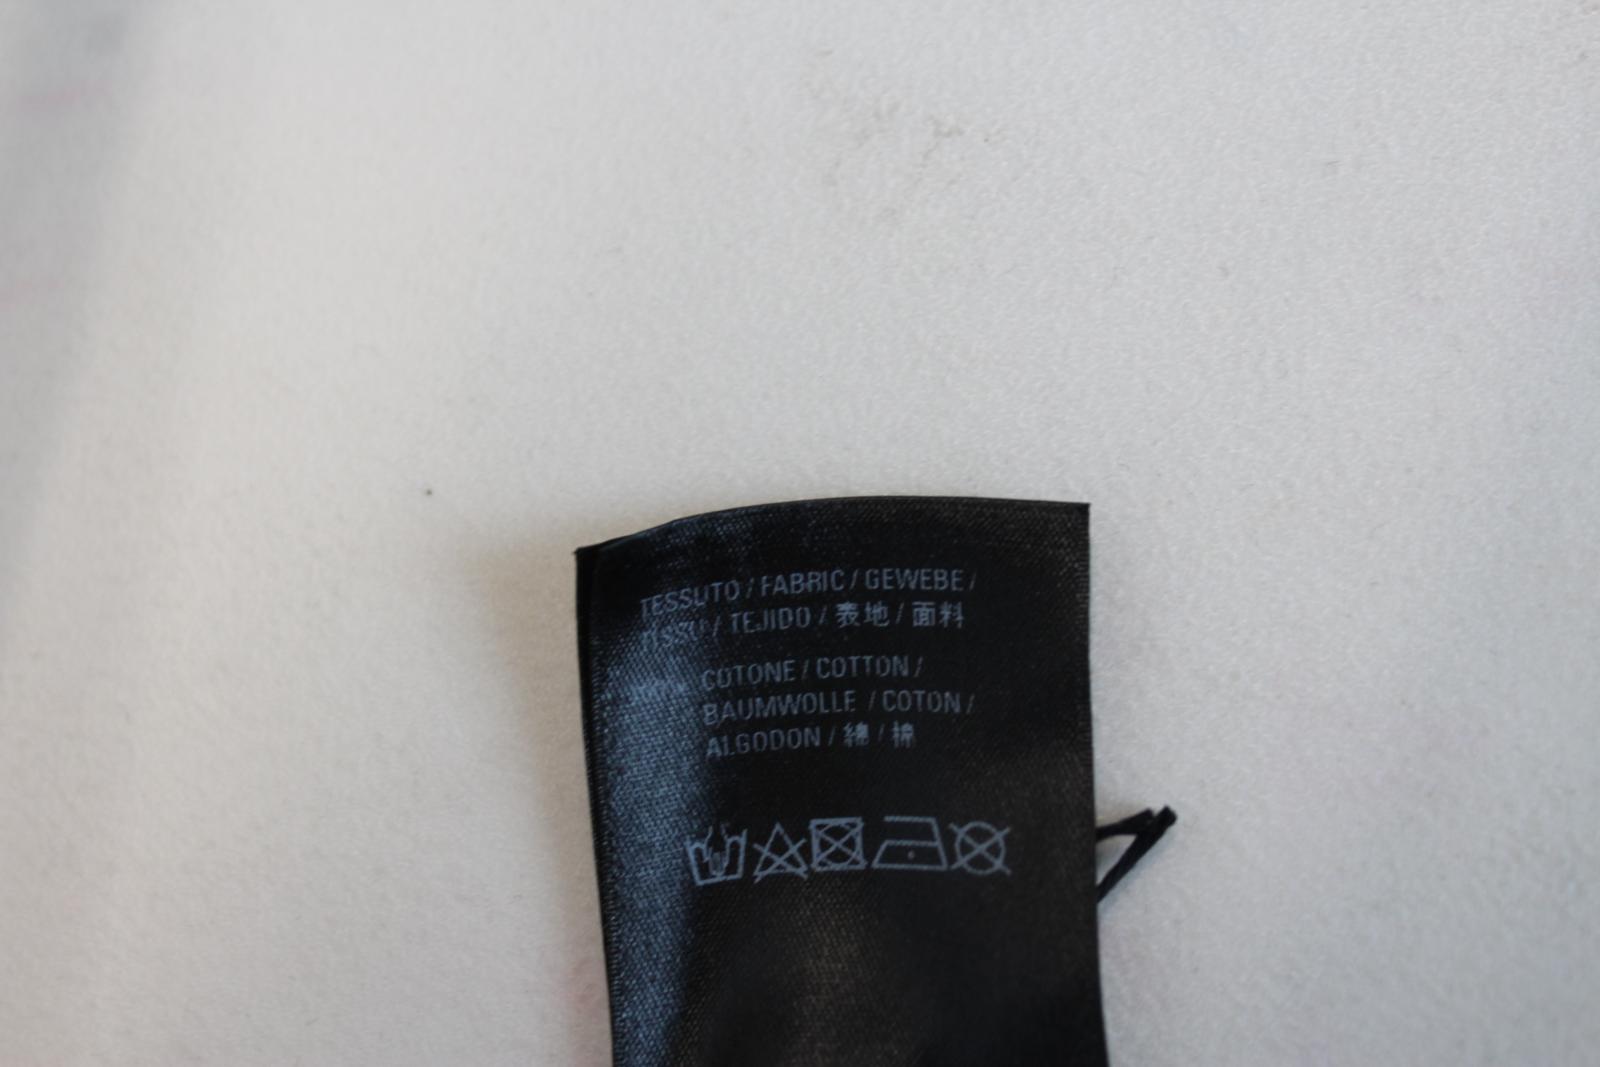 TESSUTO / FABRIC / GEWEBE /
TISSU / TEJIDO / 表地 / 面料
COTONE / COTTON /
BAUMWOLLE / COTON /
ALGODON / 綿 / 棉